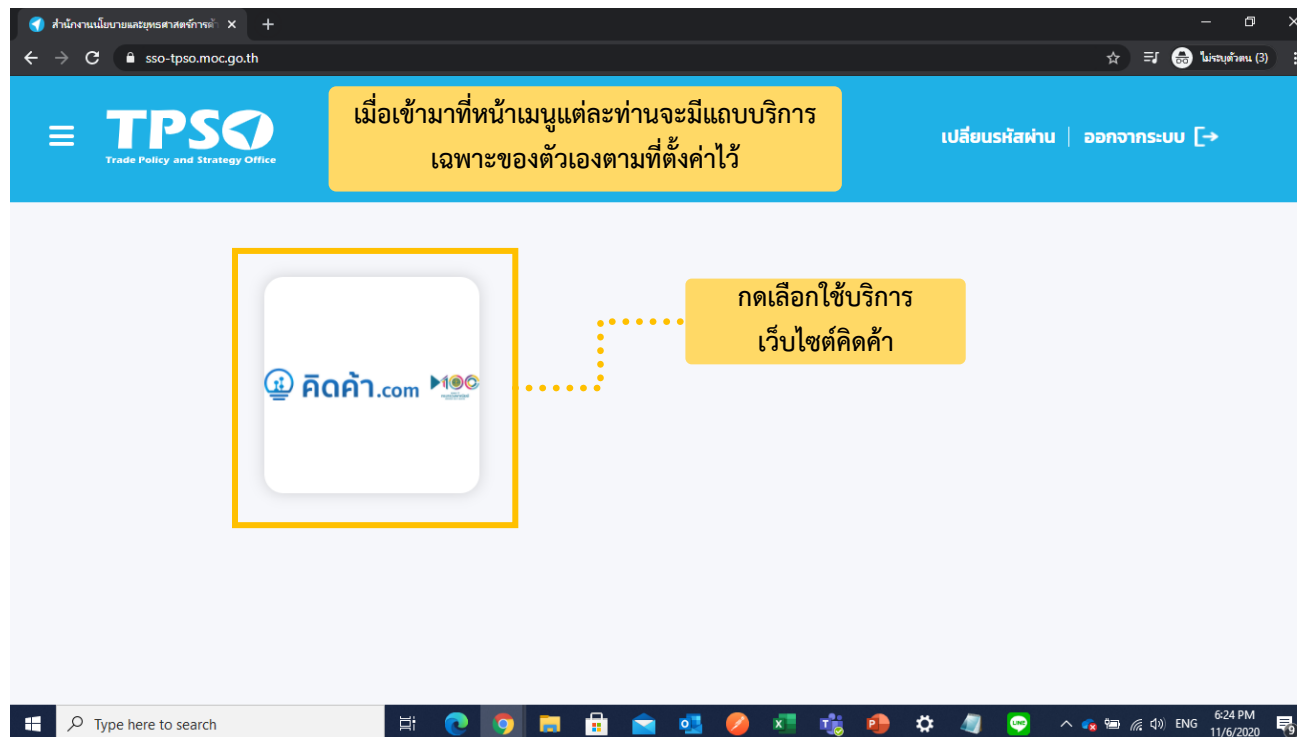 สำนักงานนโยบายและยุทธศาสตร์การค้า
sso-tpso.moc.go.th
ไม่ระบุตัวตน (3)
TPSO
Trade Policy and Strategy Office
เมื่อเข้ามาที่หน้าเมนูแต่ละท่านจะมีแถบบริการ
เฉพาะของตัวเองตามที่ตั้งค่าไว้
เปลี่ยนรหัสผ่าน | ออกจากระบบ
กดเลือกใช้บริการ
เว็บไซต์คิดค้า
คิดค้า.com
Type here to search
ENG
6:24 PM
11/6/2020